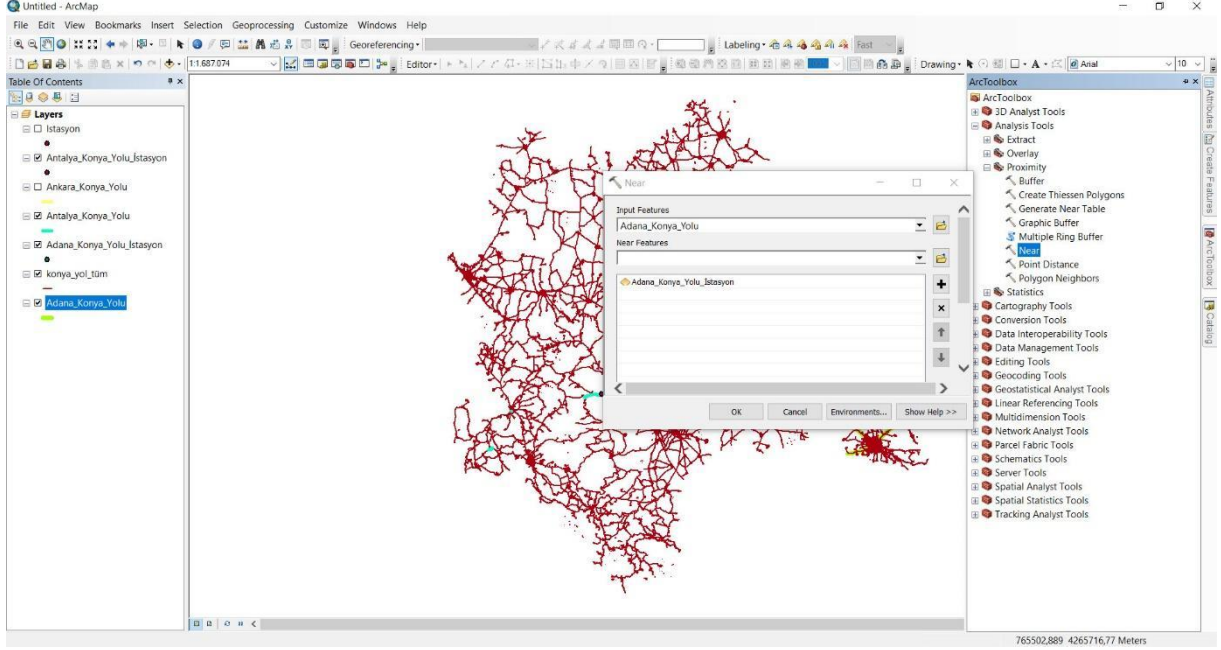 Untitled - ArcMap
File Edit View Bookmarks Insert Selection Geoprocessing Customize Windows Help
Georeferencing
Labeling
Fast
1:1.687.074
Editor
Drawing
Arial
10
Table Of Contents
Layers
Istasyon
Antalya_Konya_Yolu_İstasyon
Ankara_Konya_Yolu
Antalya_Konya_Yolu
Adana_Konya_Yolu_İstasyon
konya_yol_tüm
Adana_Konya_Yolu
Near
Input Features
Adana_Konya_Yolu
Near Features
Adana_Konya_Yolu_İstasyon
OK Cancel Environments... Show Help >>
ArcToolbox
ArcToolbox
3D Analyst Tools
Analysis Tools
Extract
Overlay
Proximity
Buffer
Create Thiessen Polygons
Generate Near Table
Graphic Buffer
Multiple Ring Buffer
Near
Point Distance
Polygon Neighbors
Statistics
Cartography Tools
Conversion Tools
Data Interoperability Tools
Data Management Tools
Editing Tools
Geocoding Tools
Geostatistical Analyst Tools
Linear Referencing Tools
Multidimension Tools
Network Analyst Tools
Parcel Fabric Tools
Schematics Tools
Server Tools
Spatial Analyst Tools
Spatial Statistics Tools
Tracking Analyst Tools
Attributes
Create Features
ArcToolbox
Catalog
765502,889 4265716,77 Meters